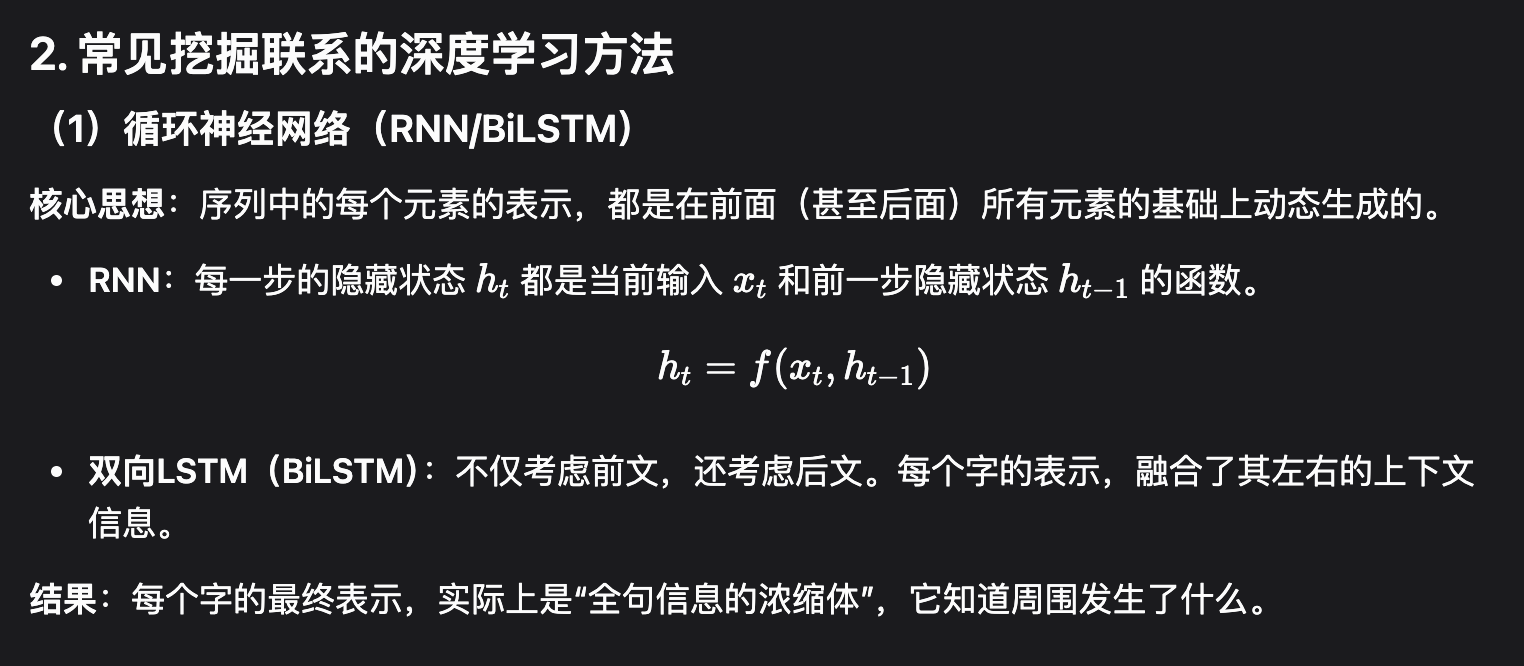 2. 常见挖掘联系的深度学习方法
（1）循环神经网络（RNN/BiLSTM）
核心思想：序列中的每个元素的表示，都是在前面（甚至后面）所有元素的基础上动态生成的。
• RNN：每一步的隐藏状态 h_t 都是当前输入 x_t 和前一步隐藏状态 h_{t−1} 的函数。
h_t = f(x_t, h_{t−1})
• 双向LSTM（BiLSTM）：不仅考虑前文，还考虑后文。每个字的表示，融合了其左右的上下文
信息。
结果：每个字的最终表示，实际上是“全句信息的浓缩体”，它知道周围发生了什么。